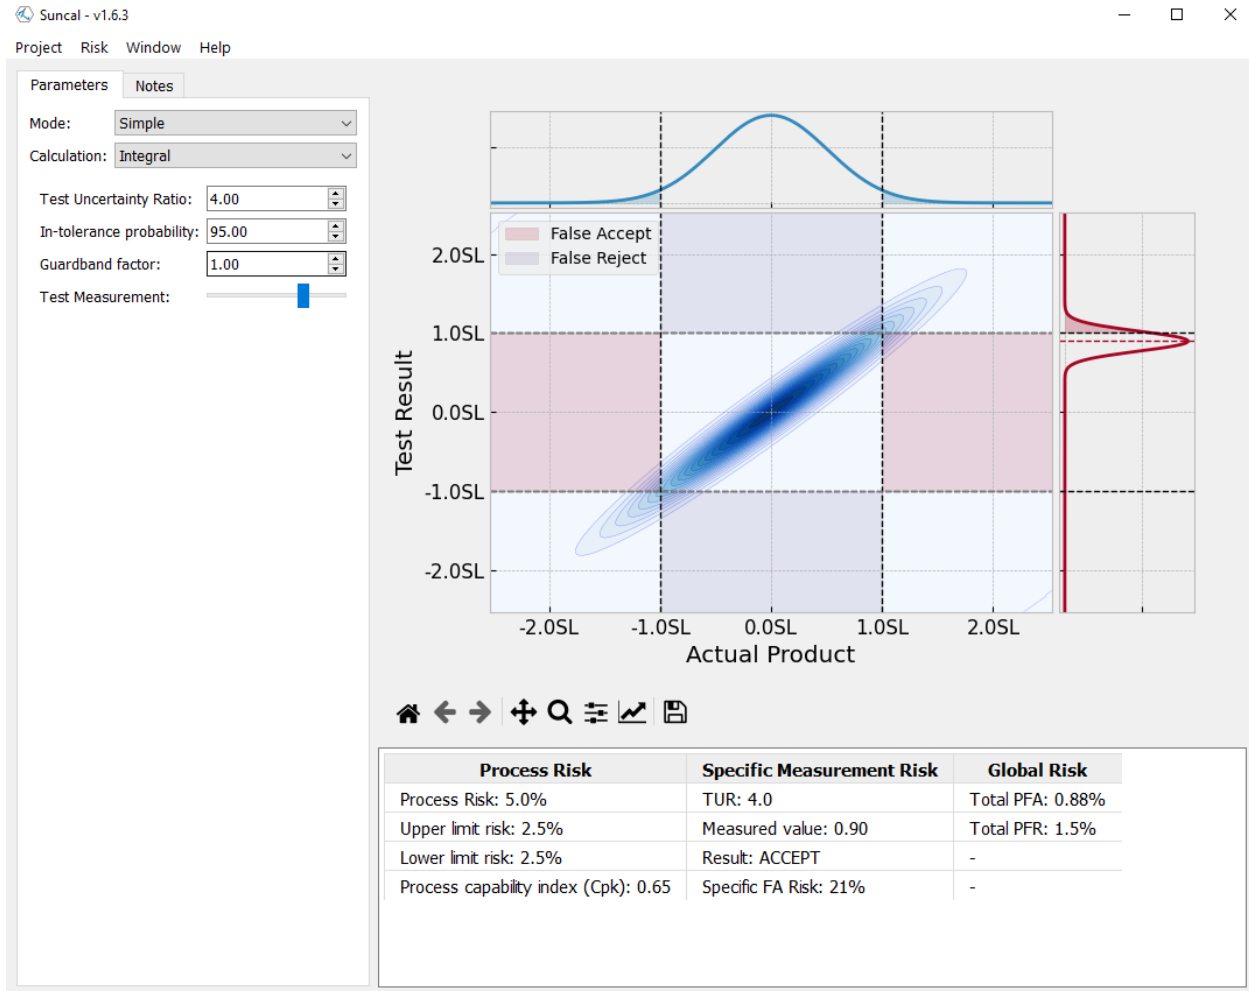 Suncal - v1.6.3
Project Risk Window Help
Parameters Notes
Mode: Simple
Calculation: Integral
Test Uncertainty Ratio: 4.00
In-tolerance probability: 95.00
Guardband factor: 1.00
Test Measurement:
False Accept
False Reject
2.0SL
1.0SL
0.0SL
-1.0SL
-2.0SL
Test Result
-2.0SL -1.0SL 0.0SL 1.0SL 2.0SL
Actual Product
Process Risk Specific Measurement Risk Global Risk
Process Risk: 5.0% TUR: 4.0 Total PFA: 0.88%
Upper limit risk: 2.5% Measured value: 0.90 Total PFR: 1.5%
Lower limit risk: 2.5% Result: ACCEPT -
Process capability index (Cpk): 0.65 Specific FA Risk: 21% -